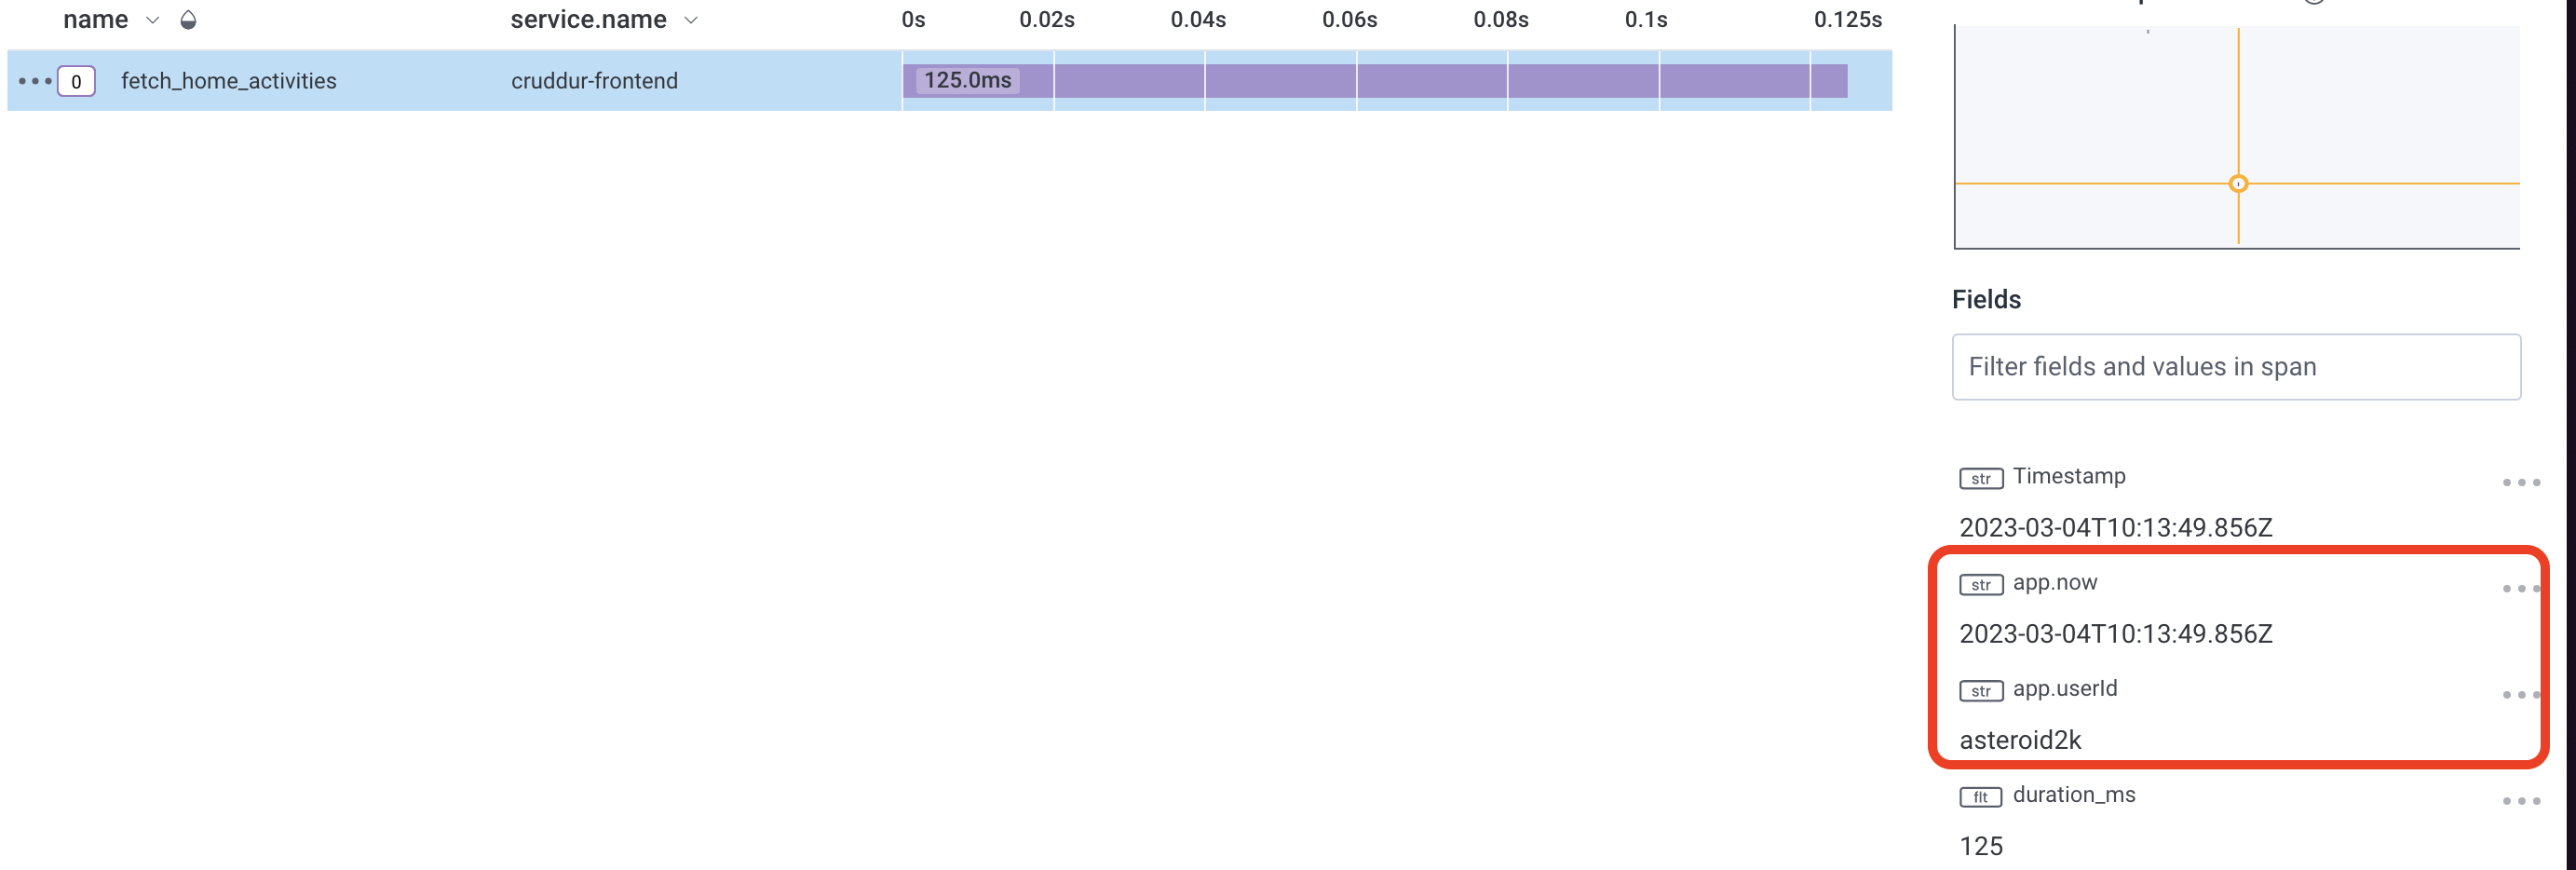 name service.name 0s 0.02s 0.04s 0.06s 0.08s 0.1s 0.125s
0 fetch_home_activities cruddur-frontend 125.0ms
Fields
Filter fields and values in span
str Timestamp
2023-03-04T10:13:49.856Z
str app.now
2023-03-04T10:13:49.856Z
str app.userId
asteroid2k
flt duration_ms
125